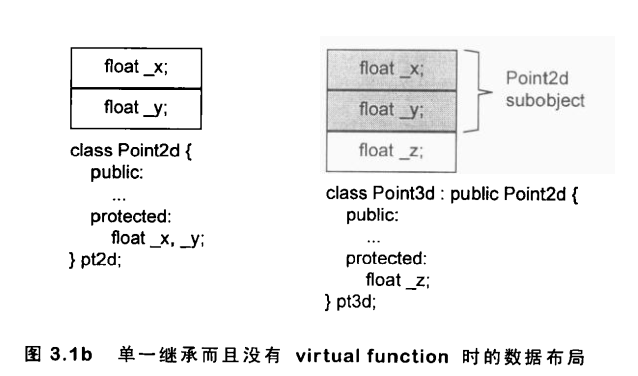 float _x;
float _y;
class Point2d {
public:
...
protected:
float _x, _y;
} pt2d;
float _x;
float _y;
float _z;
Point2d
subobject
class Point3d : public Point2d {
public:
...
protected:
float _z;
} pt3d;
图 3.1b 单一继承而且没有 virtual function 时的数据布局